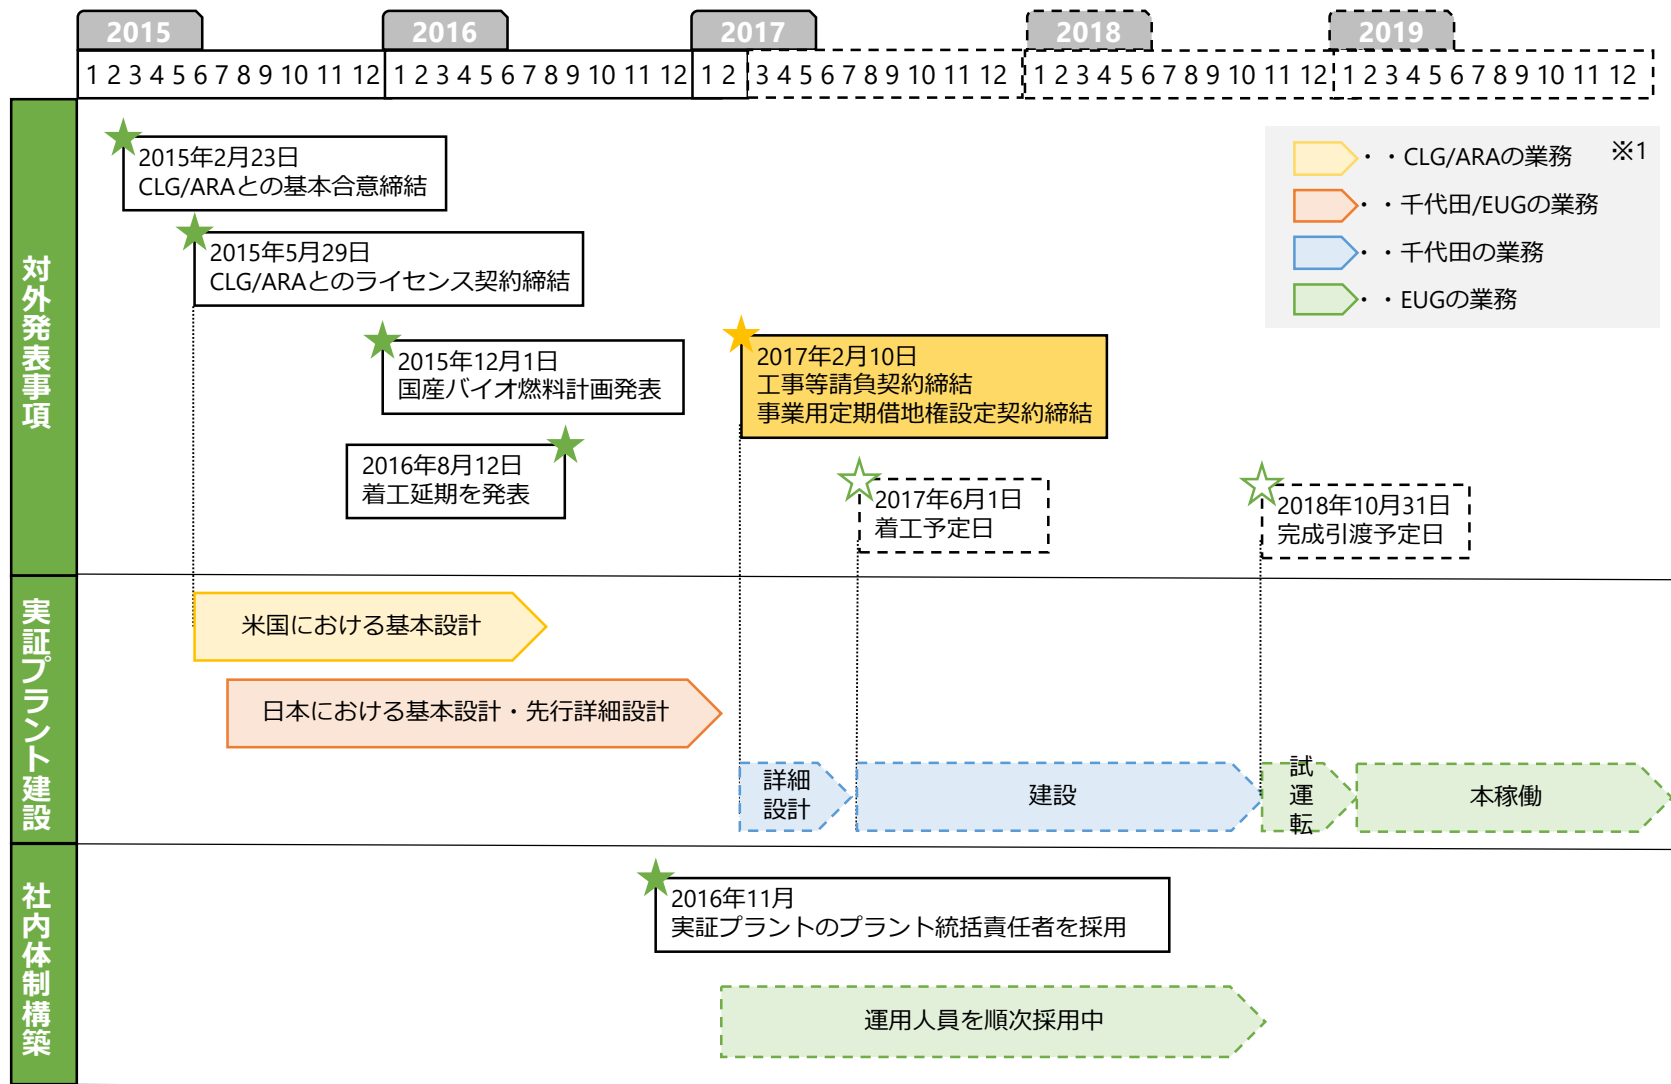 2015
2016
2017
2018
2019
1 2 3 4 5 6 7 8 9 10 11 12 1 2 3 4 5 6 7 8 9 10 11 12 1 2 3 4 5 6 7 8 9 10 11 12 1 2 3 4 5 6 7 8 9 10 11 12 1 2 3 4 5 6 7 8 9 10 11 12
対外発表事項
2015年2月23日
CLG/ARAとの基本合意締結
2015年5月29日
CLG/ARAとのライセンス契約締結
2015年12月1日
国産バイオ燃料計画発表
2016年8月12日
着工延期を発表
2017年2月10日
工事等請負契約締結
事業用定期借地権設定契約締結
2017年6月1日
着工予定日
2018年10月31日
完成引渡予定日
・・CLG/ARAの業務 ※1
・・千代田/EUGの業務
・・千代田の業務
・・EUGの業務
実証プラント建設
米国における基本設計
日本における基本設計・先行詳細設計
詳細
設計
建設
試
運
転
本稼働
社内体制構築
2016年11月
実証プラントのプラント統括責任者を採用
運用人員を順次採用中